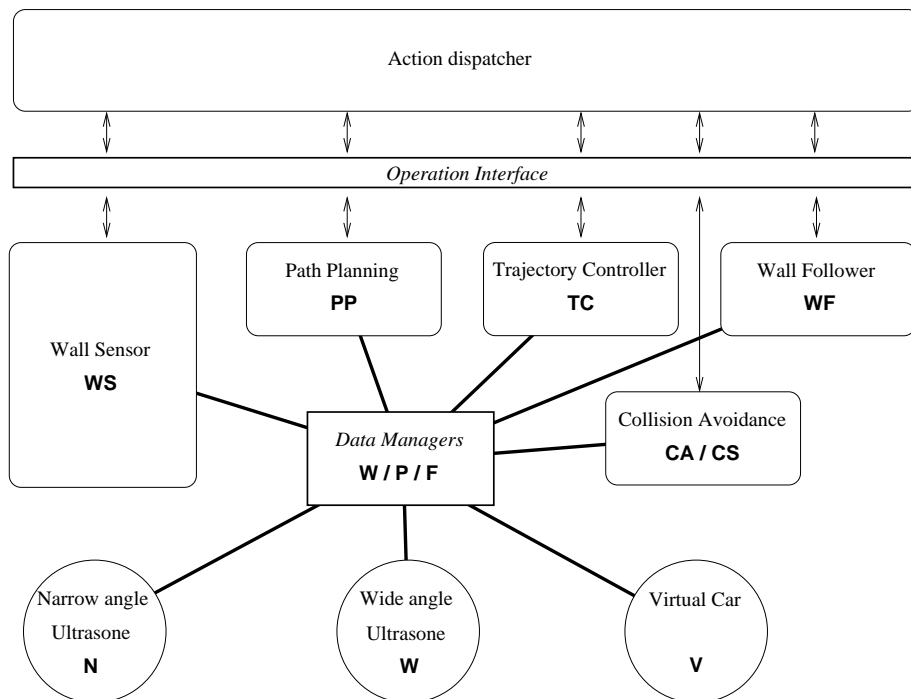 Action dispatcher
Operation Interface
Path Planning
PP
Trajectory Controller
TC
Wall Follower
WF
Wall Sensor
WS
Collision Avoidance
CA / CS
Data Managers
W / P / F
Narrow angle
Ultrasone
N
Wide angle
Ultrasone
W
Virtual Car
V